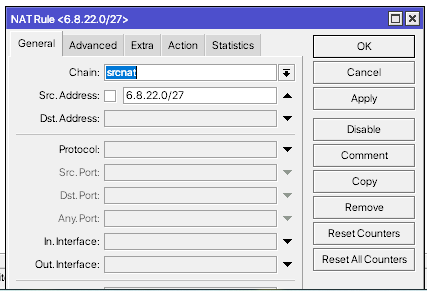 NAT Rule <6.8.22.0/27>
General Advanced Extra Action Statistics
Chain: srcnat
Src. Address: 6.8.22.0/27
Dst. Address:
Protocol:
Src. Port:
Dst. Port:
Any. Port:
In. Interface:
Out. Interface:
OK
Cancel
Apply
Disable
Comment
Copy
Remove
Reset Counters
Reset All Counters